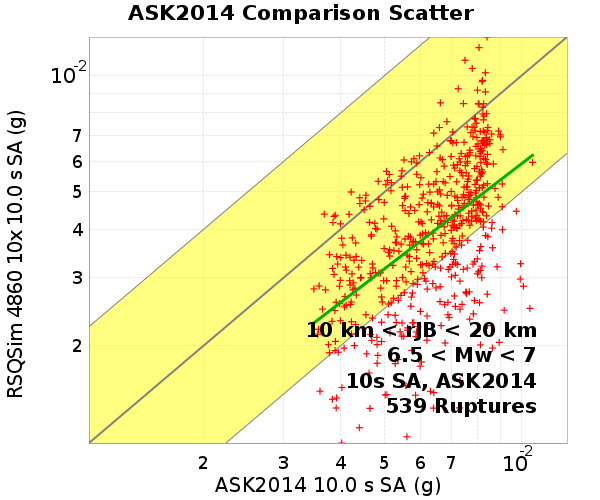 ASK2014 Comparison Scatter
RSQSim 4860 10x 10.0 s SA (g)
10^-2
7
6
5
4
3
2
10 km < rJB < 20 km
6.5 < Mw < 7
10s SA, ASK2014
539 Ruptures
2 3 4 5 6 7 10^-2
ASK2014 10.0 s SA (g)